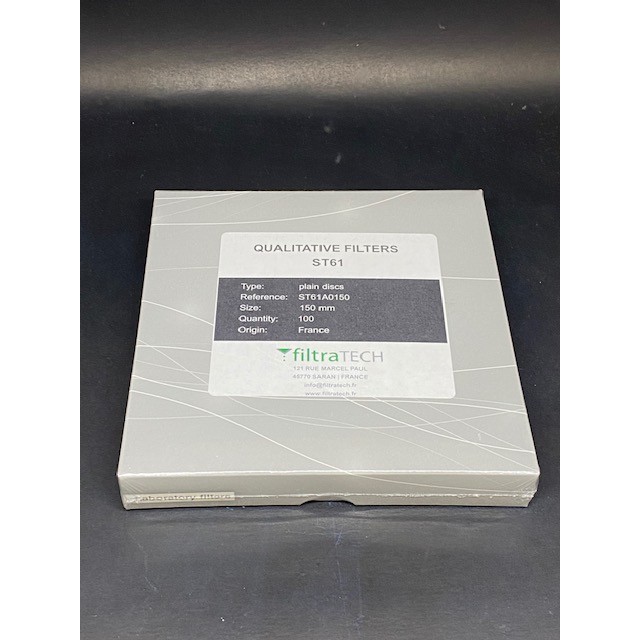 QUALITATIVE FILTERS
ST61
Type: plain discs
Reference: ST61A0150
Size: 150 mm
Quantity: 100
Origin: France
filtraTECH
121 RUE MARCEL PAUL
45770 SARAN | FRANCE
info@filtratech.fr
www.filtratech.fr
Laboratory filters